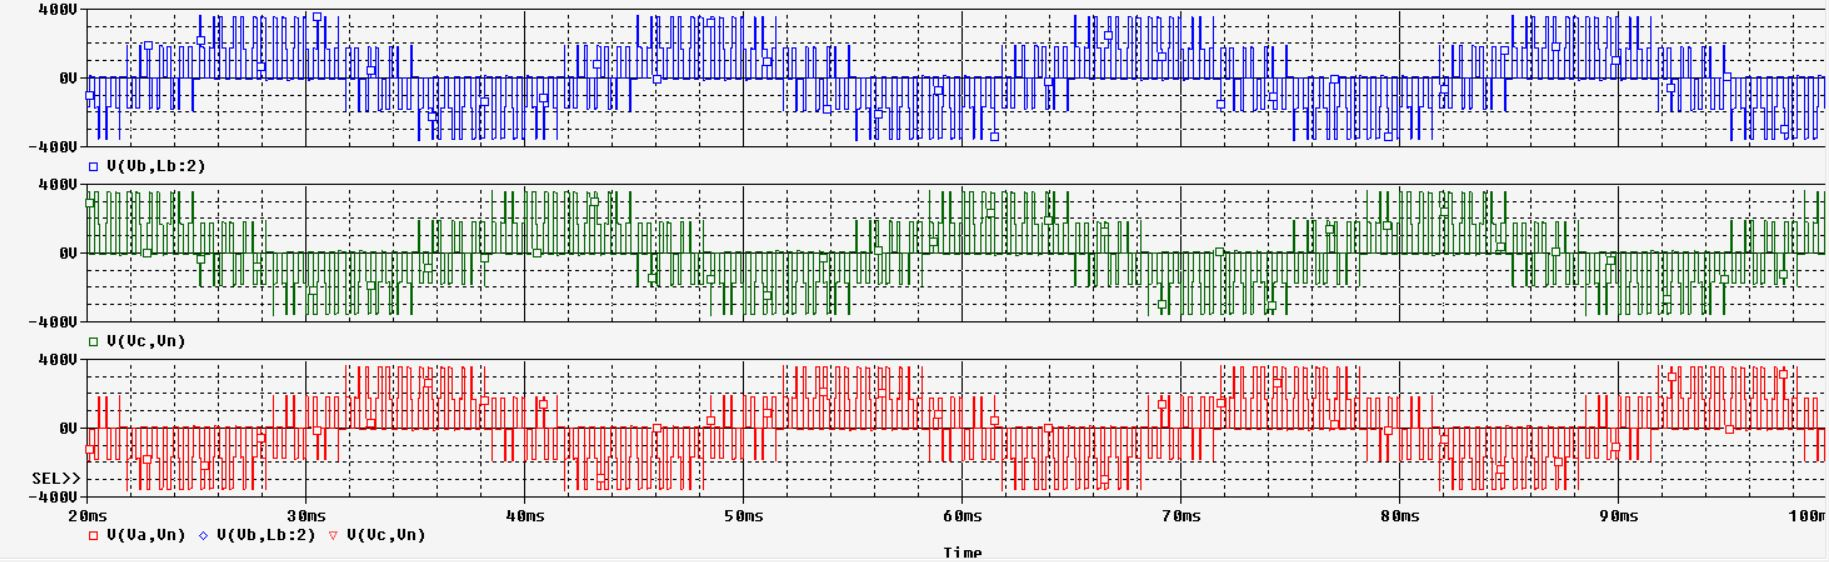 400V
0V
-400V
V(Vb,Lb:2)
400V
0V
-400V
V(Vc,Vn)
400V
0V
SEL>>
-400V
20ms 30ms 40ms 50ms 60ms 70ms 80ms 90ms 100m
V(Va,Vn) V(Vb,Lb:2) V(Vc,Vn)
Time